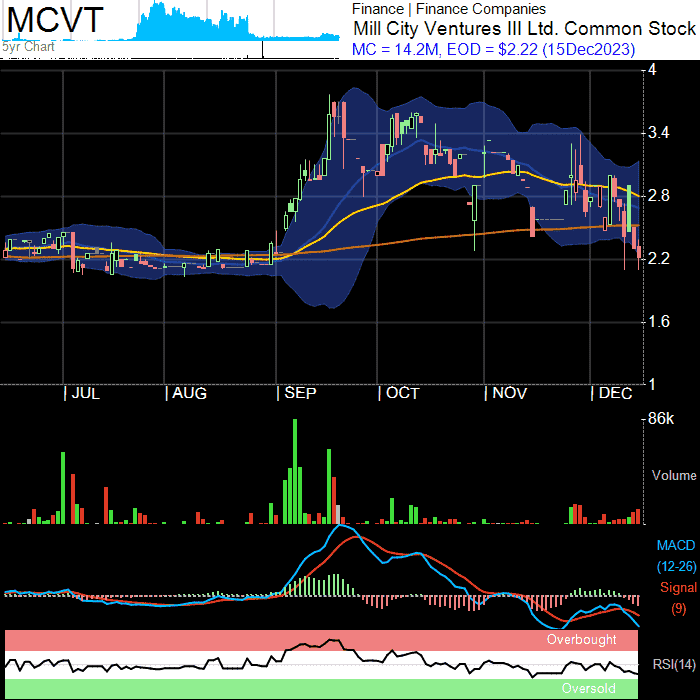 MCVT
5yr Chart
Finance | Finance Companies
Mill City Ventures III Ltd. Common Stock
MC = 14.2M, EOD = $2.22 (15Dec2023)
4
3.4
2.8
2.2
1.6
1
| JUL | AUG | SEP | OCT | NOV | DEC
86k
Volume
MACD
(12-26)
Signal
(9)
Overbought
RSI(14)
Oversold